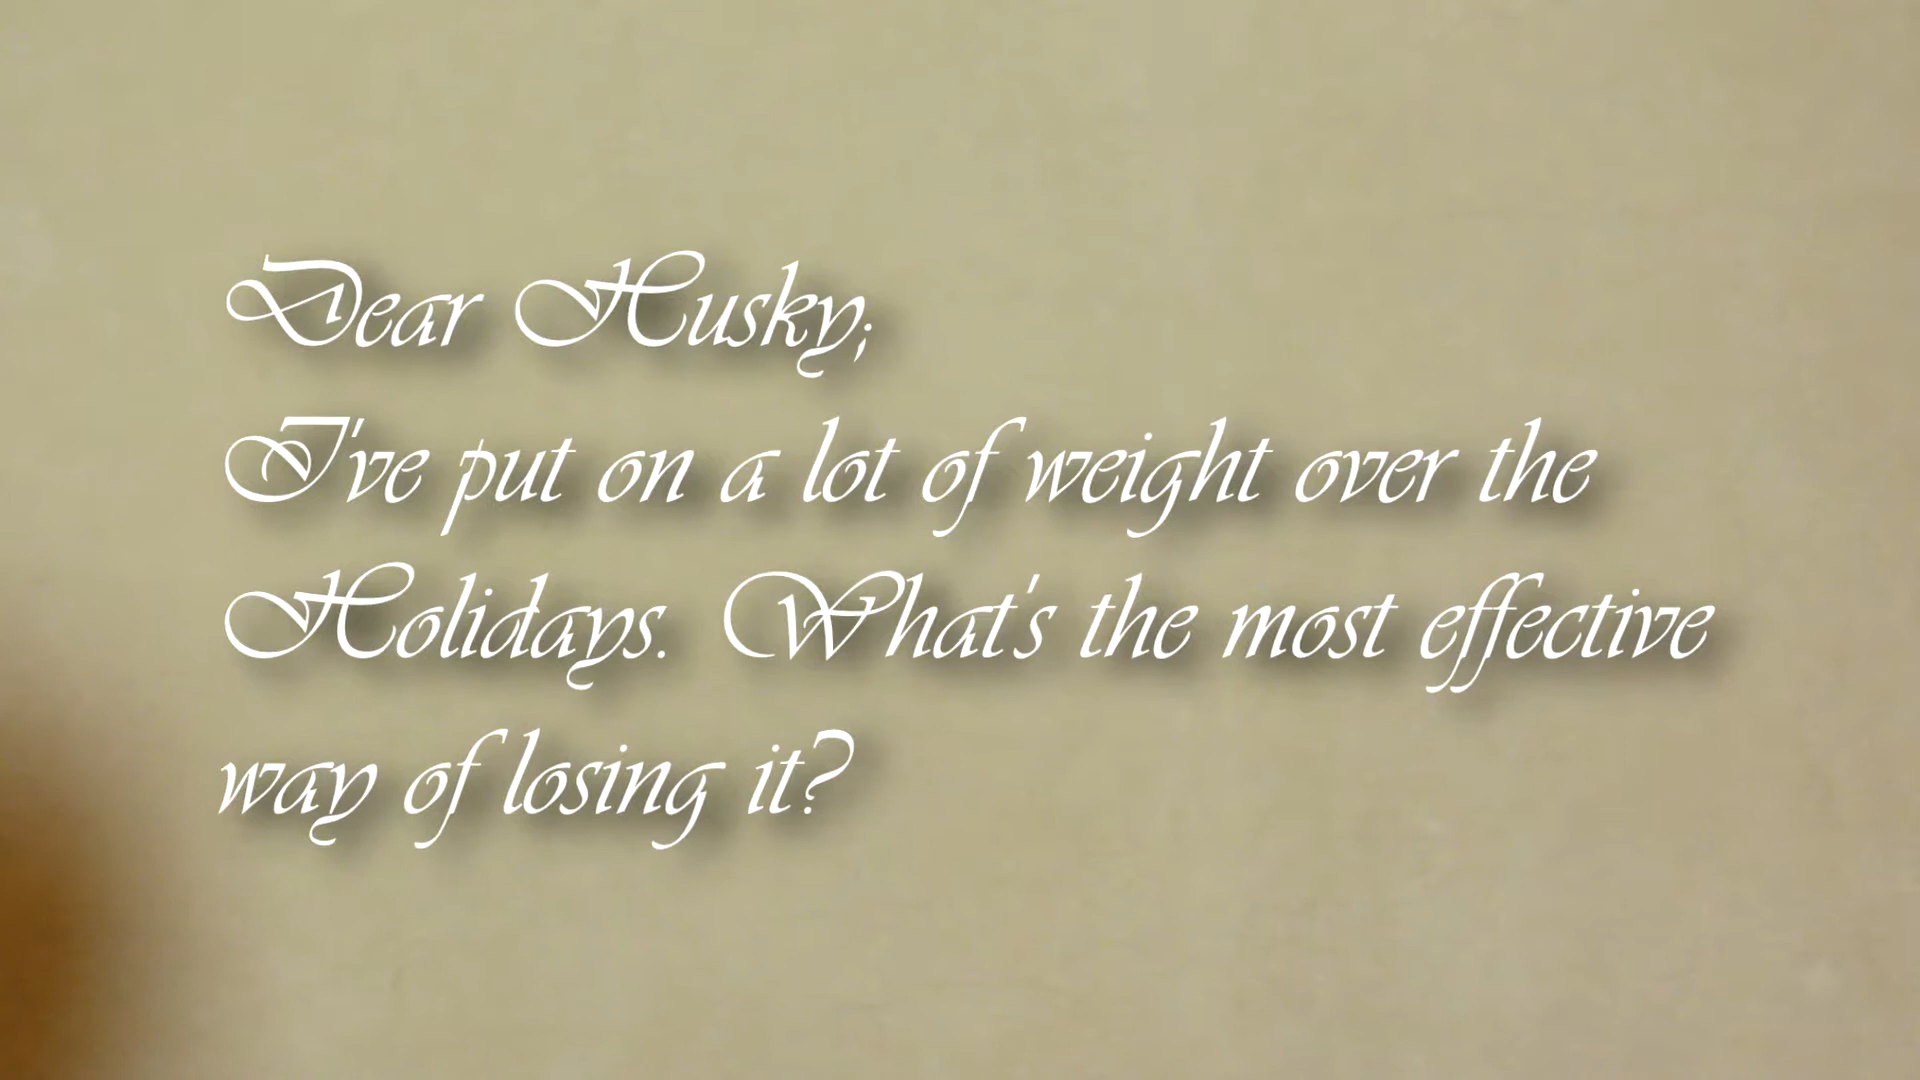 Dear Husky;
I've put on a lot of weight over the
Holidays. What's the most effective
way of losing it?